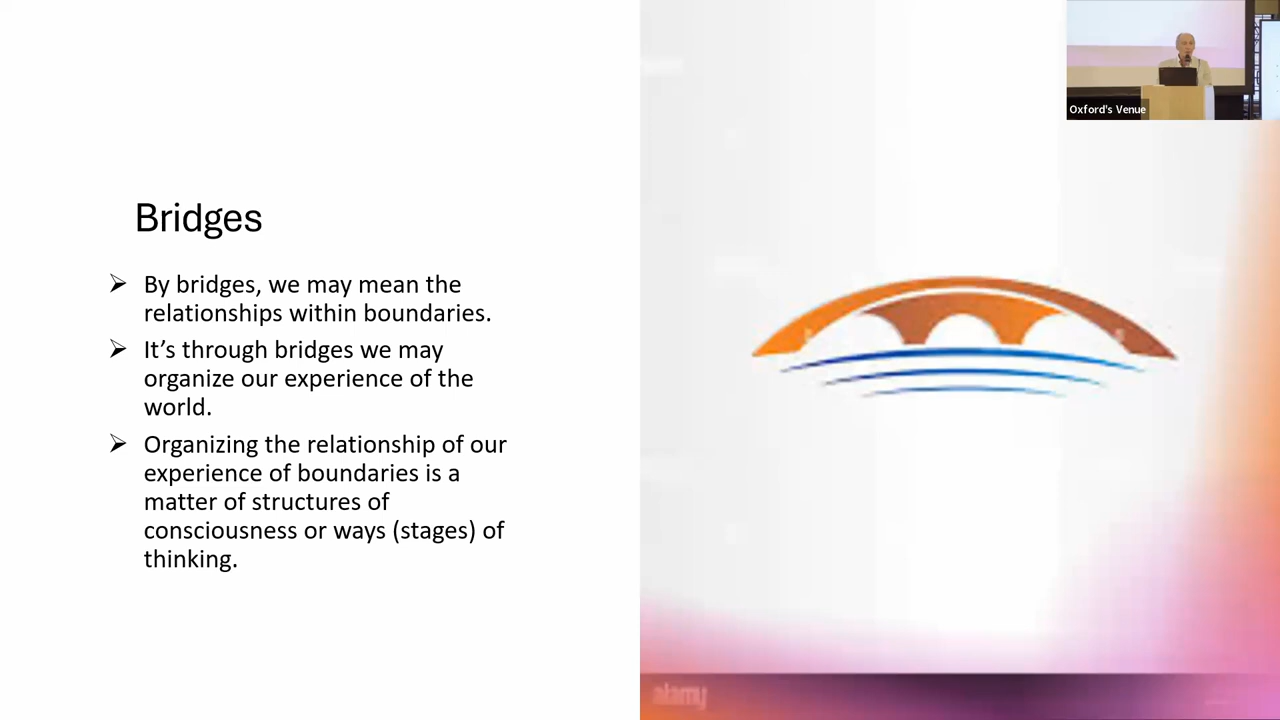 Oxford's Venue
Bridges
➢ By bridges, we may mean the
relationships within boundaries.
➢ It’s through bridges we may
organize our experience of the
world.
➢ Organizing the relationship of our
experience of boundaries is a
matter of structures of
consciousness or ways (stages) of
thinking.
alamy